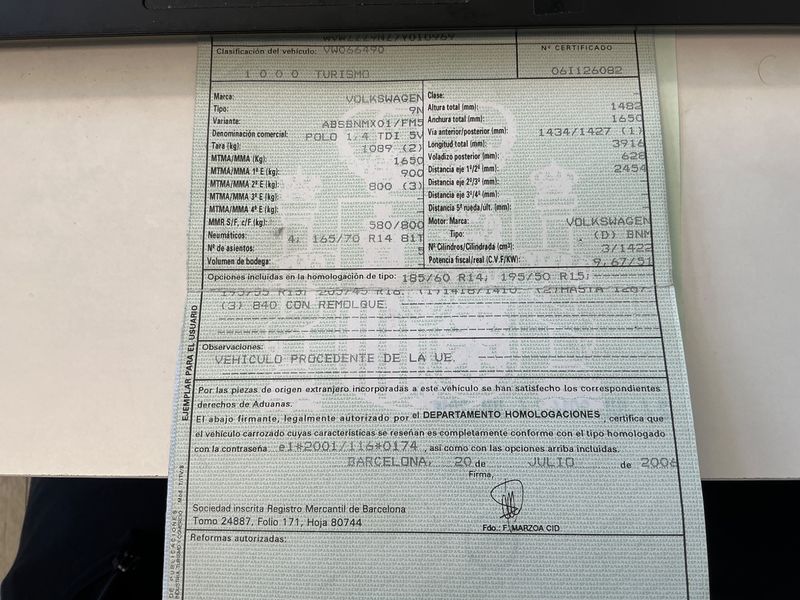 Clasificación del vehículo: VW066490
Nº CERTIFICADO
1000 TURISMO
06I126082
Marca: VOLKSWAGEN
Tipo: 9N
Variante: ABSBNMX01/FM5
Denominación comercial: POLO 1,4 TDI 5V
Tara (kg): 1089 (2)
MTMA/MMA (Kg): 1650
MTMA/MMA 1º E (kg): 900
MTMA/MMA 2º E (kg): 800 (3)
MTMA/MMA 3º E (kg):
MTMA/MMA 4º E (kg):
MMR S/F, c/F (kg): 580/800
Neumáticos: 4, 165/70 R14 81T
Nº de asientos:
Volumen de bodega:
Clase:
Altura total (mm): 1482
Anchura total (mm): 1650
Vía anterior/posterior (mm): 1434/1427 (1)
Longitud total (mm): 3916
Voladizo posterior (mm): 628
Distancia eje 1º/2º (mm): 2454
Distancia eje 2º/3º (mm):
Distancia eje 3º/4º (mm):
Distancia 5ª rueda/últ. (mm):
Motor: Marca: VOLKSWAGEN
Tipo: (D) BNM
Nº Cilindros/Cilindrada (cm³): 3/1422
Potencia fiscal/real (C.V.F/KW): 9,67/51
Opciones incluidas en la homologación de tipo: 185/60 R14; 195/50 R15;
(1)1418/1410
(3) 840 CON REMOLQUE
Observaciones:
VEHICULO PROCEDENTE DE LA UE.
Por las piezas de origen extranjero incorporadas a este vehículo se han satisfecho los correspondientes
derechos de Aduanas.
El abajo firmante, legalmente autorizado por el DEPARTAMENTO HOMOLOGACIONES , certifica que
el vehículo carrozado cuyas características se reseñan es completamente conforme con el tipo homologado
con la contraseña e1*2001/116*0174 , así como con las opciones arriba incluidas.
BARCELONA, 20 de JULIO de 2006
Firma,
Sociedad inscrita Registro Mercantil de Barcelona
Tomo 24887, Folio 171, Hoja 80744
Fdo.: F. MARZOA CID
Reformas autorizadas:
EJEMPLAR PARA EL USUARIO